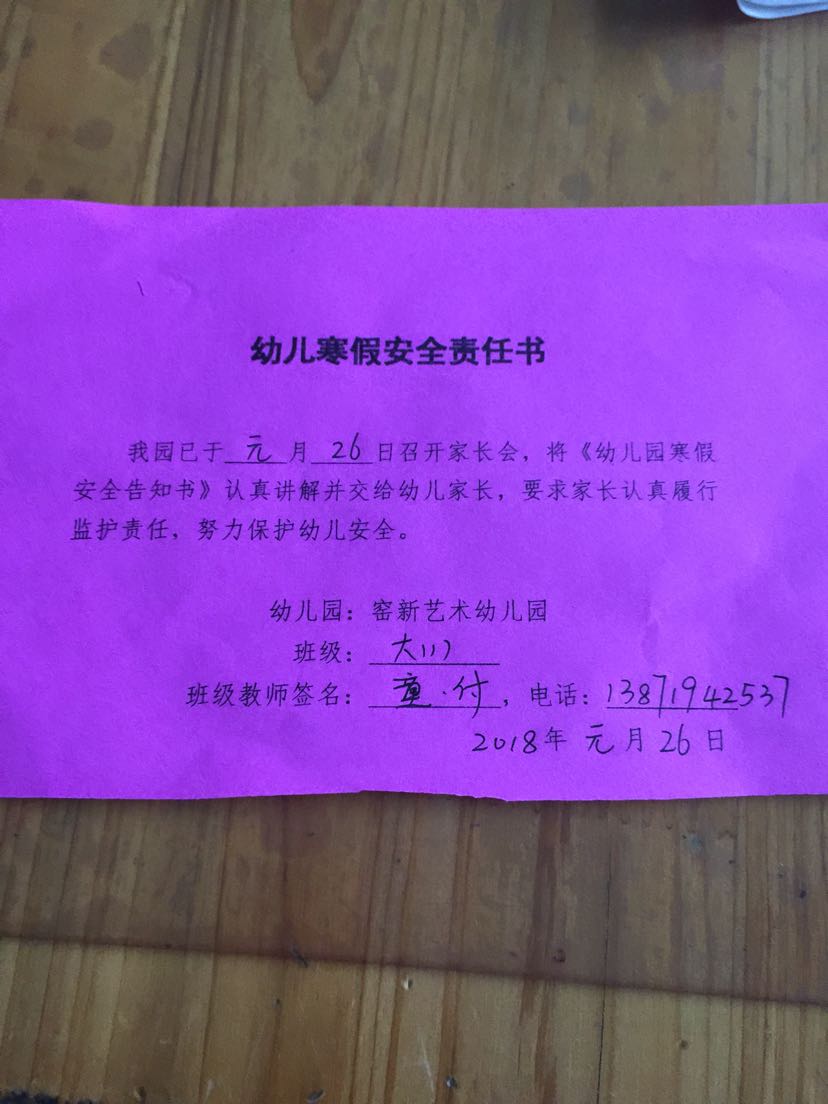 幼儿寒假安全责任书
我园已于元月26日召开家长会，将《幼儿园寒假
安全告知书》认真讲解并交给幼儿家长，要求家长认真履行
监护责任，努力保护幼儿安全。
幼儿园：窑新艺术幼儿园
班级：大(1)
班级教师签名：童.付，电话：13871942537
2018年元月26日